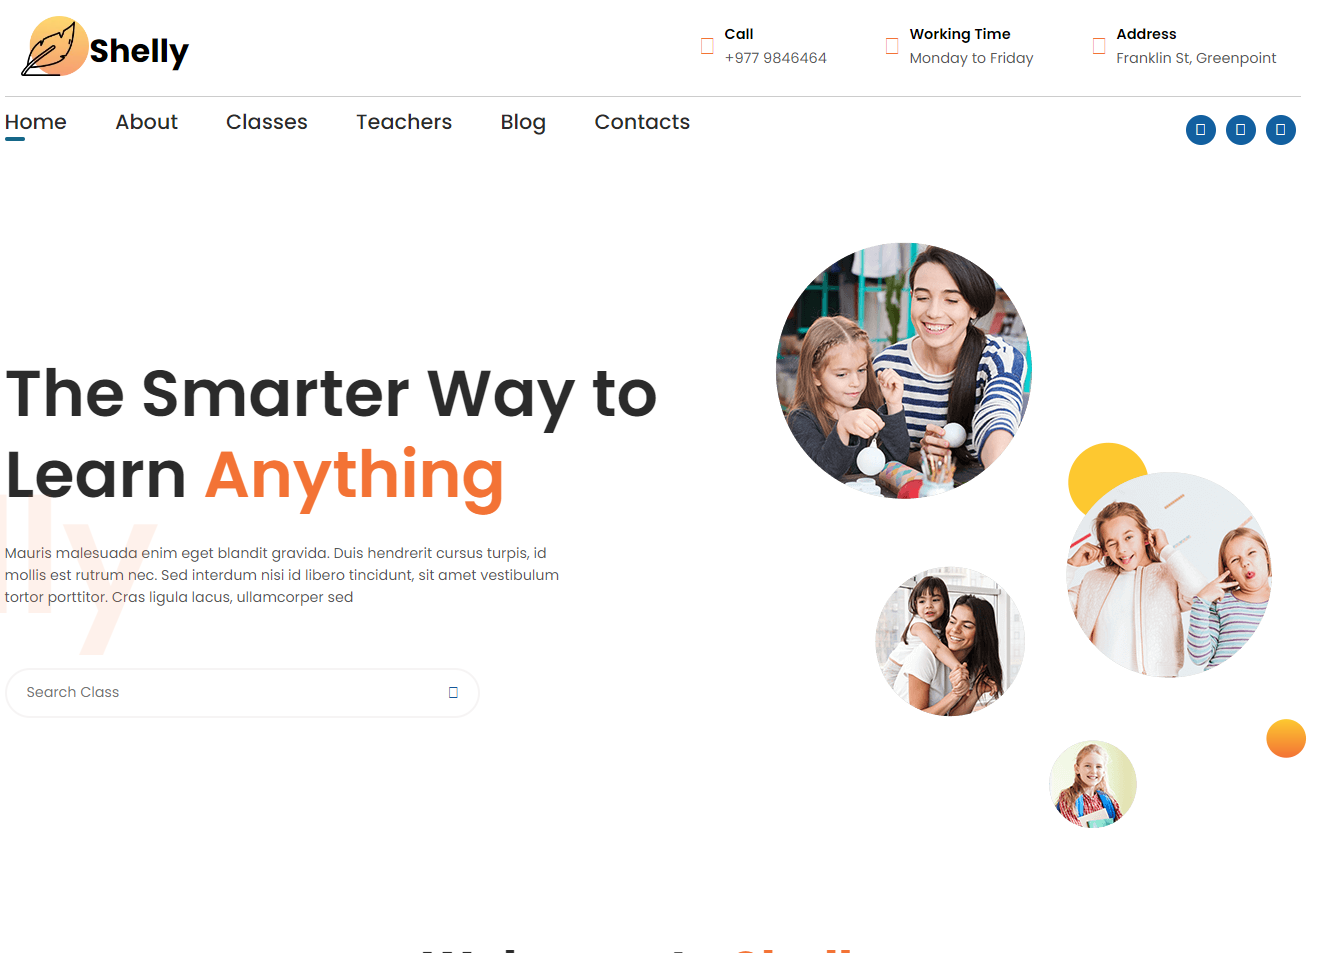 Shelly
Call
+977 9846464
Working Time
Monday to Friday
Address
Franklin St, Greenpoint
Home About Classes Teachers Blog Contacts
The Smarter Way to
Learn Anything
lly
Mauris malesuada enim eget blandit gravida. Duis hendrerit cursus turpis, id
mollis est rutrum nec. Sed interdum nisi id libero tincidunt, sit amet vestibulum
tortor porttitor. Cras ligula lacus, ullamcorper sed
Search Class